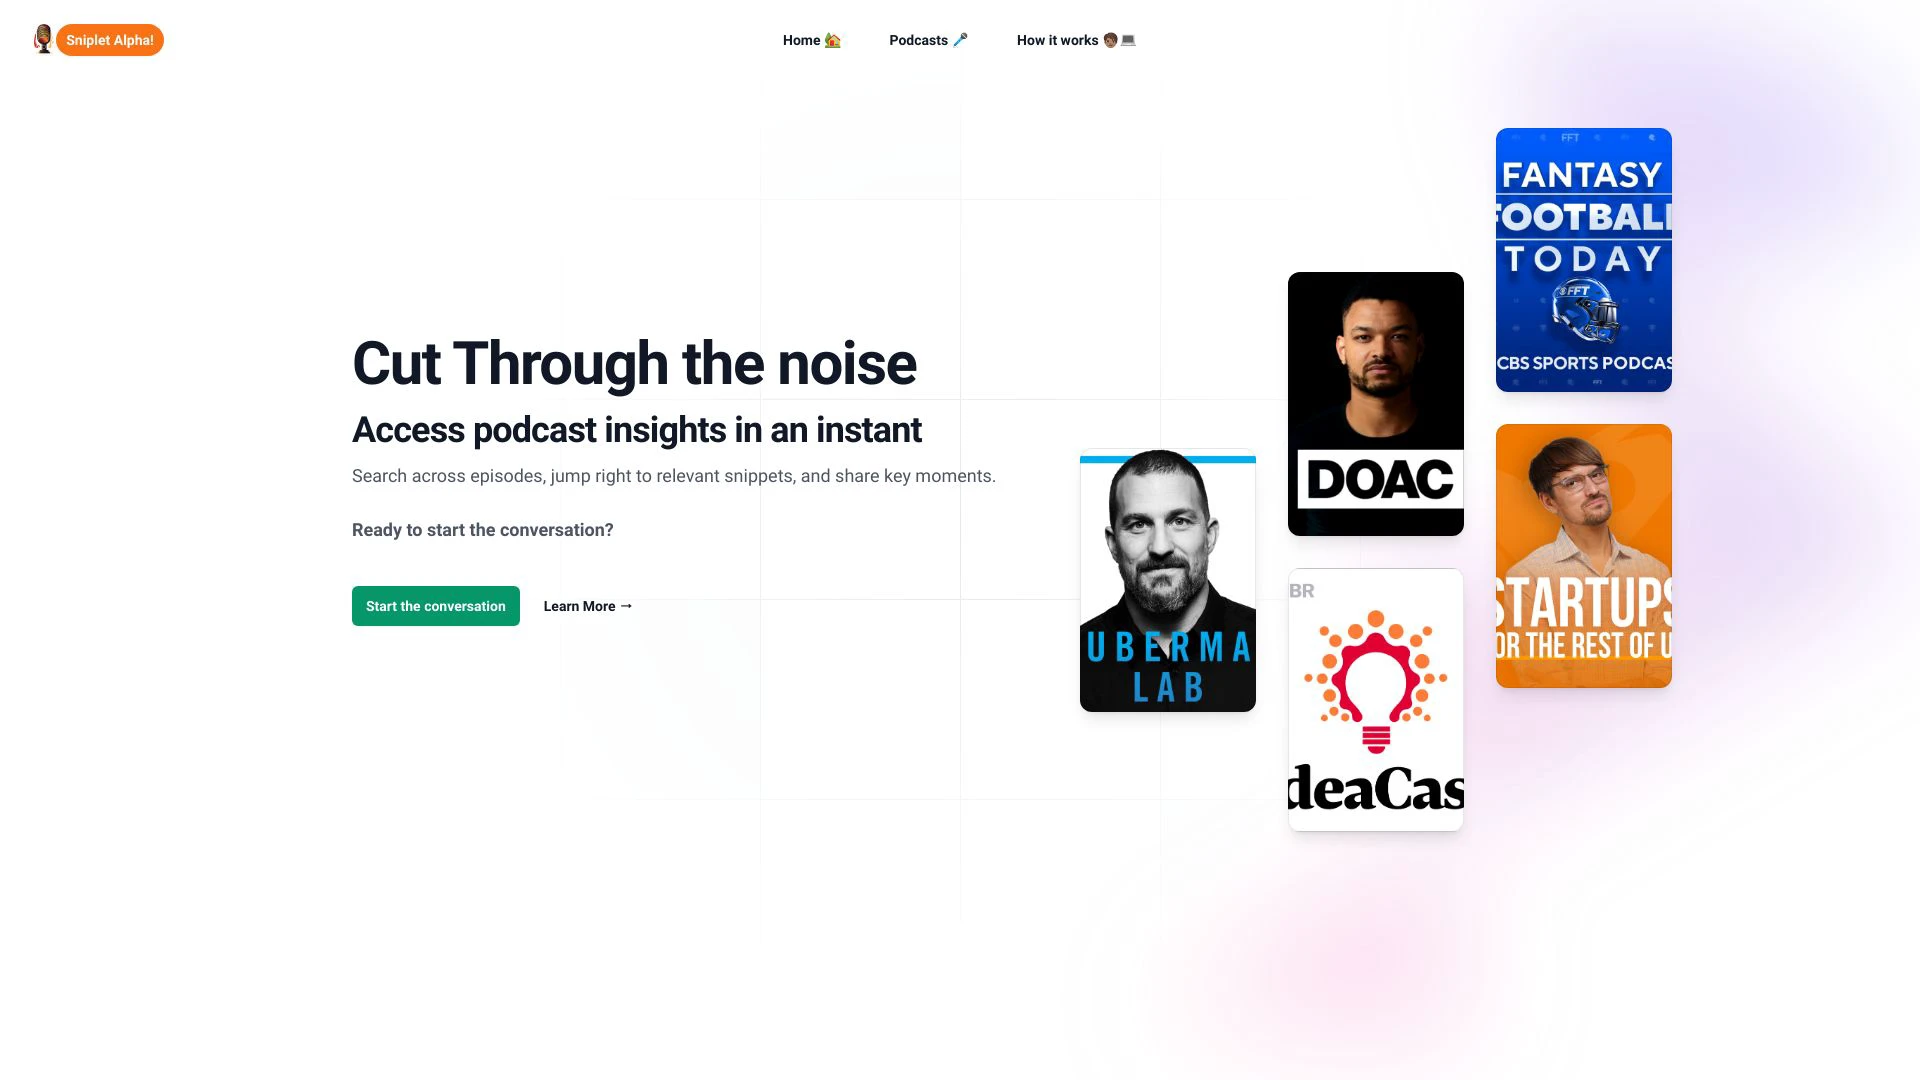 Sniplet Alpha!
Home 🏡
Podcasts 🎤
How it works 🧑🏽‍💻
Cut Through the noise
Access podcast insights in an instant
Search across episodes, jump right to relevant snippets, and share key moments.
Ready to start the conversation?
Start the conversation
Learn More →
UBERMA
LAB
DOAC
BR
deaCas
FFT
FANTASY
FOOTBALL
TODAY
FFT
CBS SPORTS PODCAS
STARTUPS
OR THE REST OF U